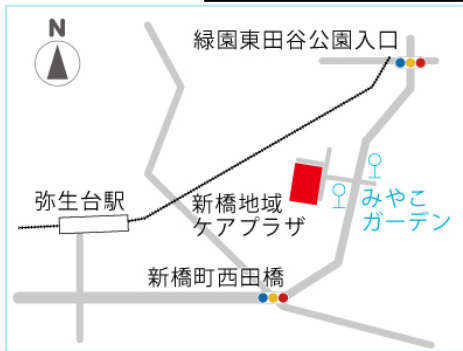 N
緑園東田谷公園入口
弥生台駅
新橋地域
ケアプラザ
みやこ
ガーデン
新橋町西田橋